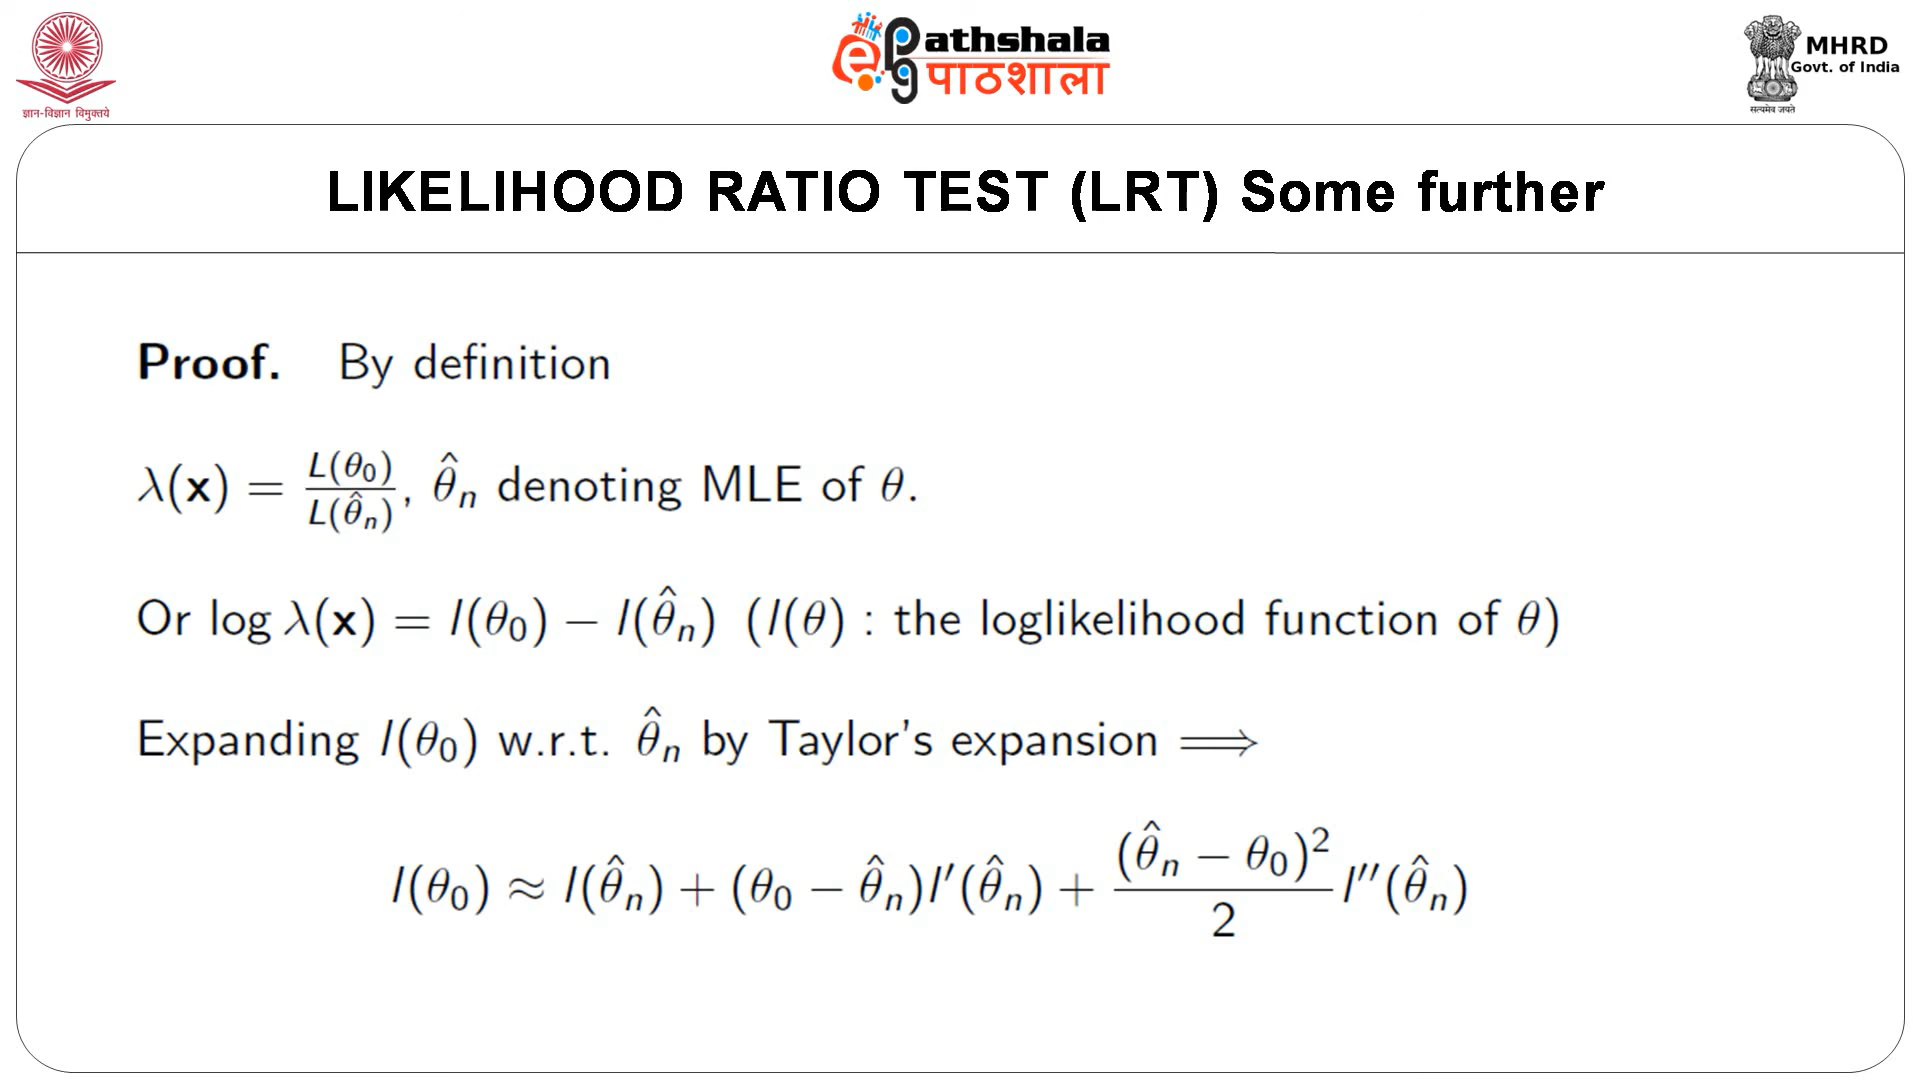 ज्ञान-विज्ञान विमुक्तये
ePG Pathshala
पाठशाला
MHRD
Govt. of India
सत्यमेव जयते
LIKELIHOOD RATIO TEST (LRT) Some further
Proof. By definition
λ(x) = L(θ₀)/L(θ̂ₙ), θ̂ₙ denoting MLE of θ.
Or log λ(x) = l(θ₀) − l(θ̂ₙ) (l(θ) : the loglikelihood function of θ)
Expanding l(θ₀) w.r.t. θ̂ₙ by Taylor's expansion ⟹
l(θ₀) ≈ l(θ̂ₙ) + (θ₀ − θ̂ₙ)l′(θ̂ₙ) + (θ̂ₙ − θ₀)²/2 l″(θ̂ₙ)